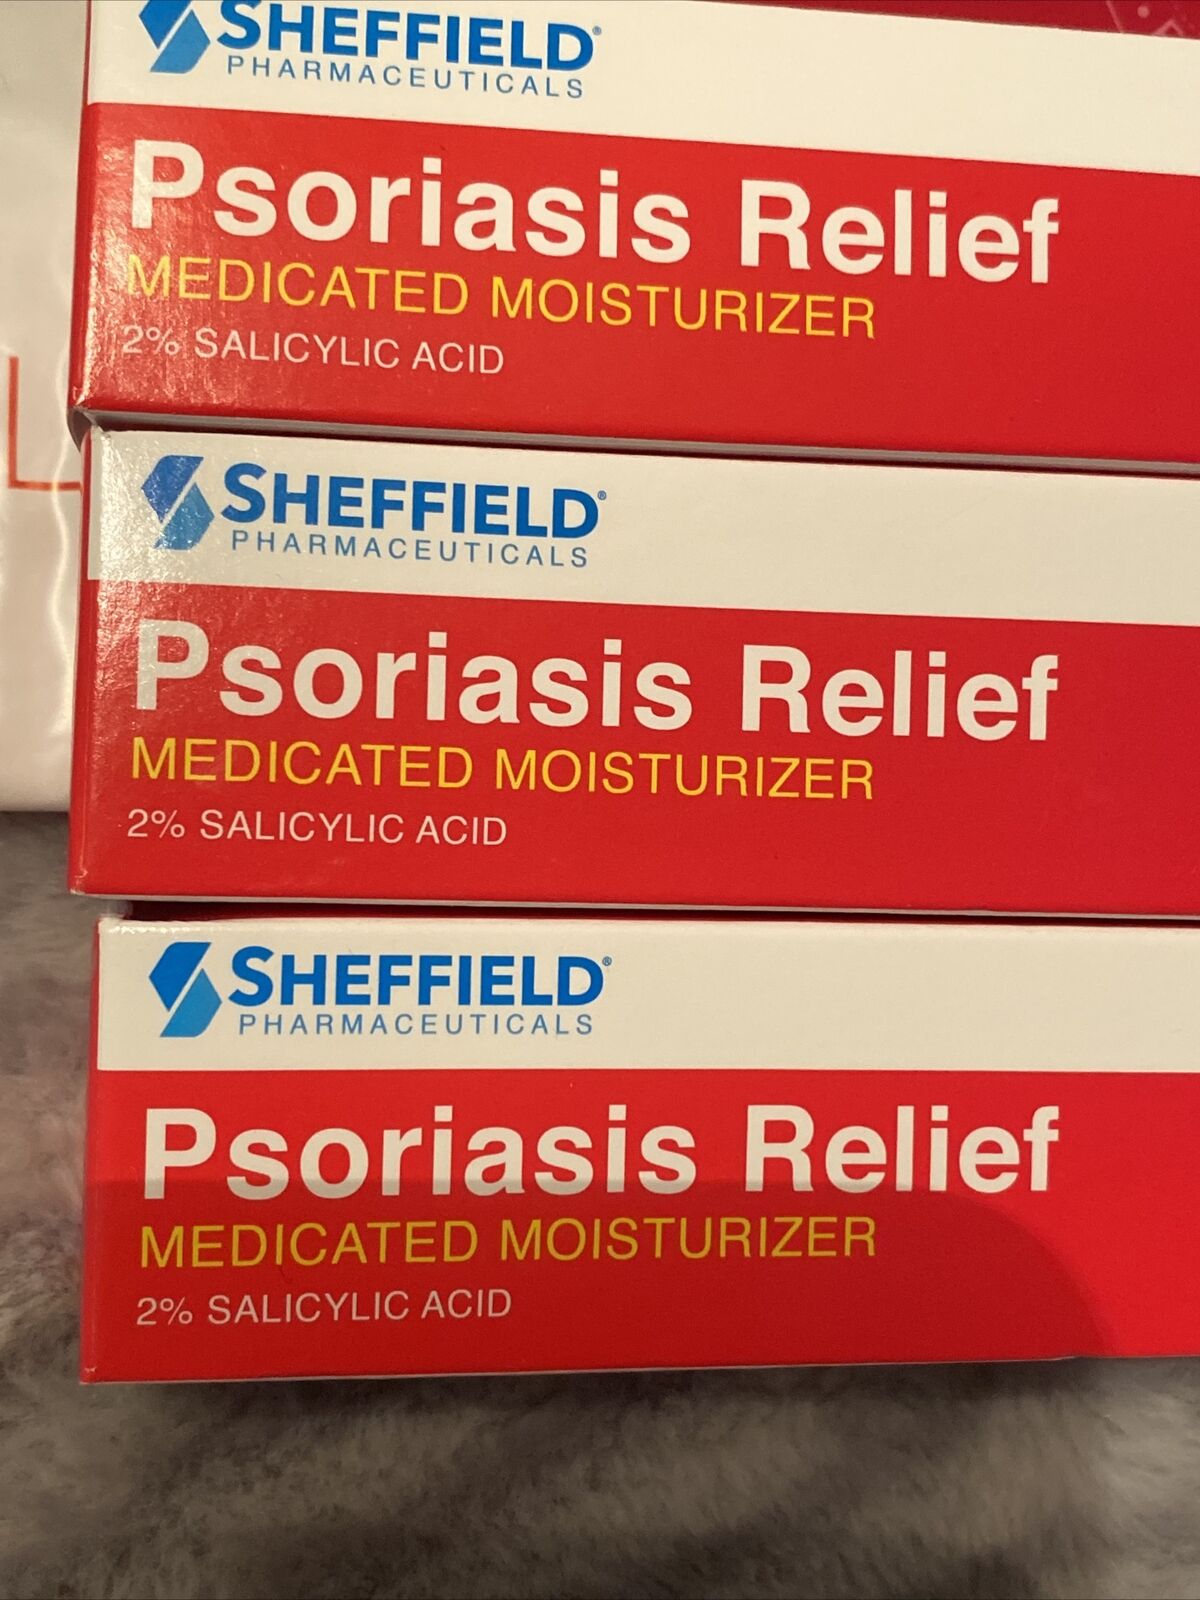 SHEFFIELD®
PHARMACEUTICALS
Psoriasis Relief
MEDICATED MOISTURIZER
2% SALICYLIC ACID
L
SHEFFIELD®
PHARMACEUTICALS
Psoriasis Relief
MEDICATED MOISTURIZER
2% SALICYLIC ACID
SHEFFIELD®
PHARMACEUTICALS
Psoriasis Relief
MEDICATED MOISTURIZER
2% SALICYLIC ACID